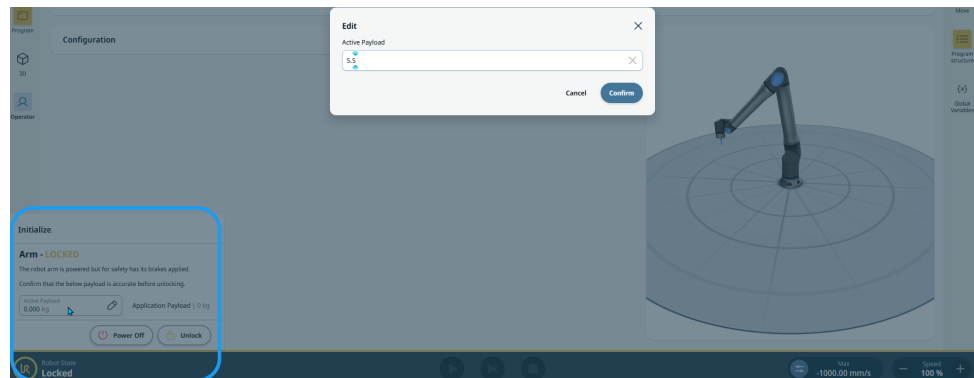 Program
3D
Operator
Configuration
Edit
Active Payload
5.5
Cancel
Confirm
Move
Program structure
{x}
Global
Variables
Initialize
Arm - LOCKED
The robot arm is powered but for safety has its brakes applied.
Confirm that the below payload is accurate before unlocking.
Active Payload
0.000 kg
Application Payload | 0 kg
Power Off
Unlock
UR
Robot State
Locked
Max
-1000.00 mm/s
Speed
100 %